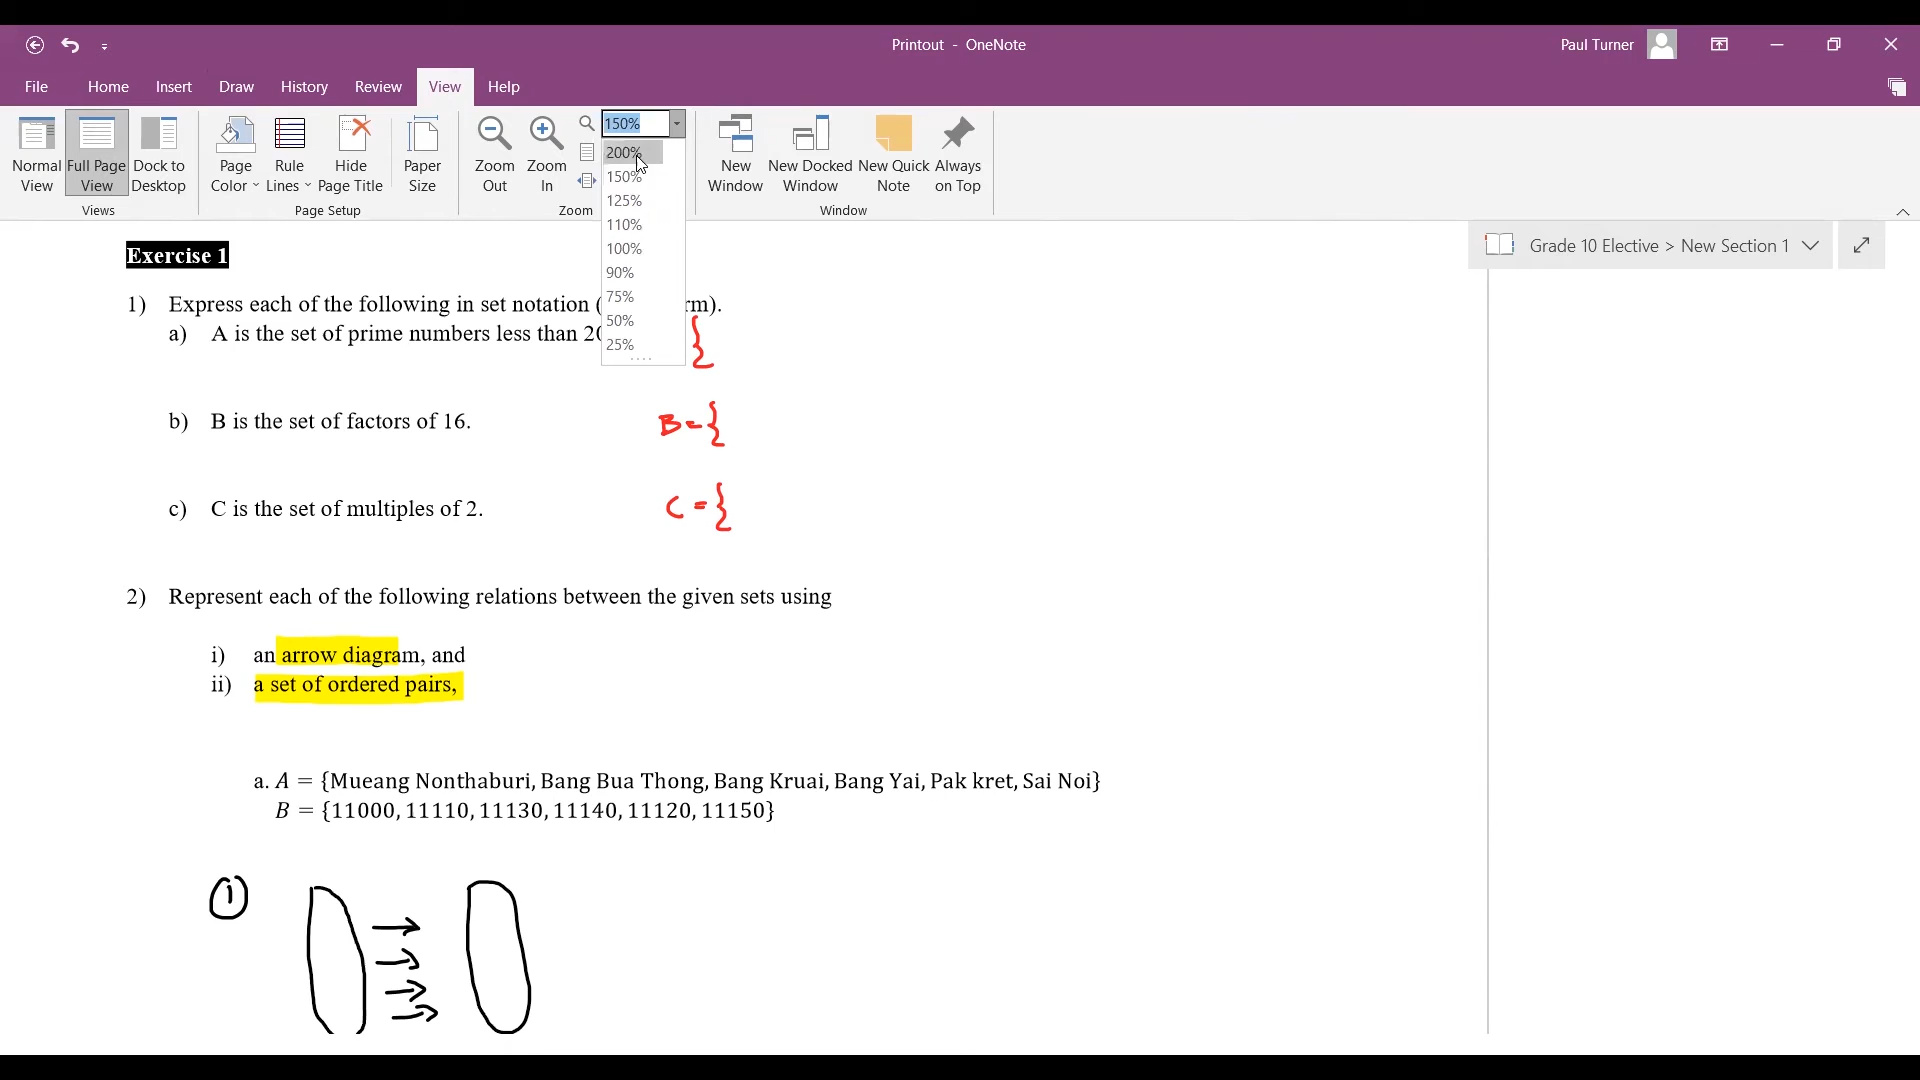 Printout - OneNote
Paul Turner
File Home Insert Draw History Review View Help
Normal View
Full Page View
Dock to Desktop
Views
Page Color
Rule Lines
Hide Page Title
Paper Size
Page Setup
Zoom Out
Zoom In
150%
200%
150%
125%
110%
100%
90%
75%
50%
25%
Zoom
New Window
New Docked Window
New Quick Note
Always on Top
Window
Grade 10 Elective > New Section 1
Exercise 1
1) Express each of the following in set notation ( rm).
a) A is the set of prime numbers less than 20 {
b) B is the set of factors of 16. B = {
c) C is the set of multiples of 2. C = {
2) Represent each of the following relations between the given sets using
i) an arrow diagram, and
ii) a set of ordered pairs,
a. A = {Mueang Nonthaburi, Bang Bua Thong, Bang Kruai, Bang Yai, Pak kret, Sai Noi}
B = {11000, 11110, 11130, 11140, 11120, 11150}
①